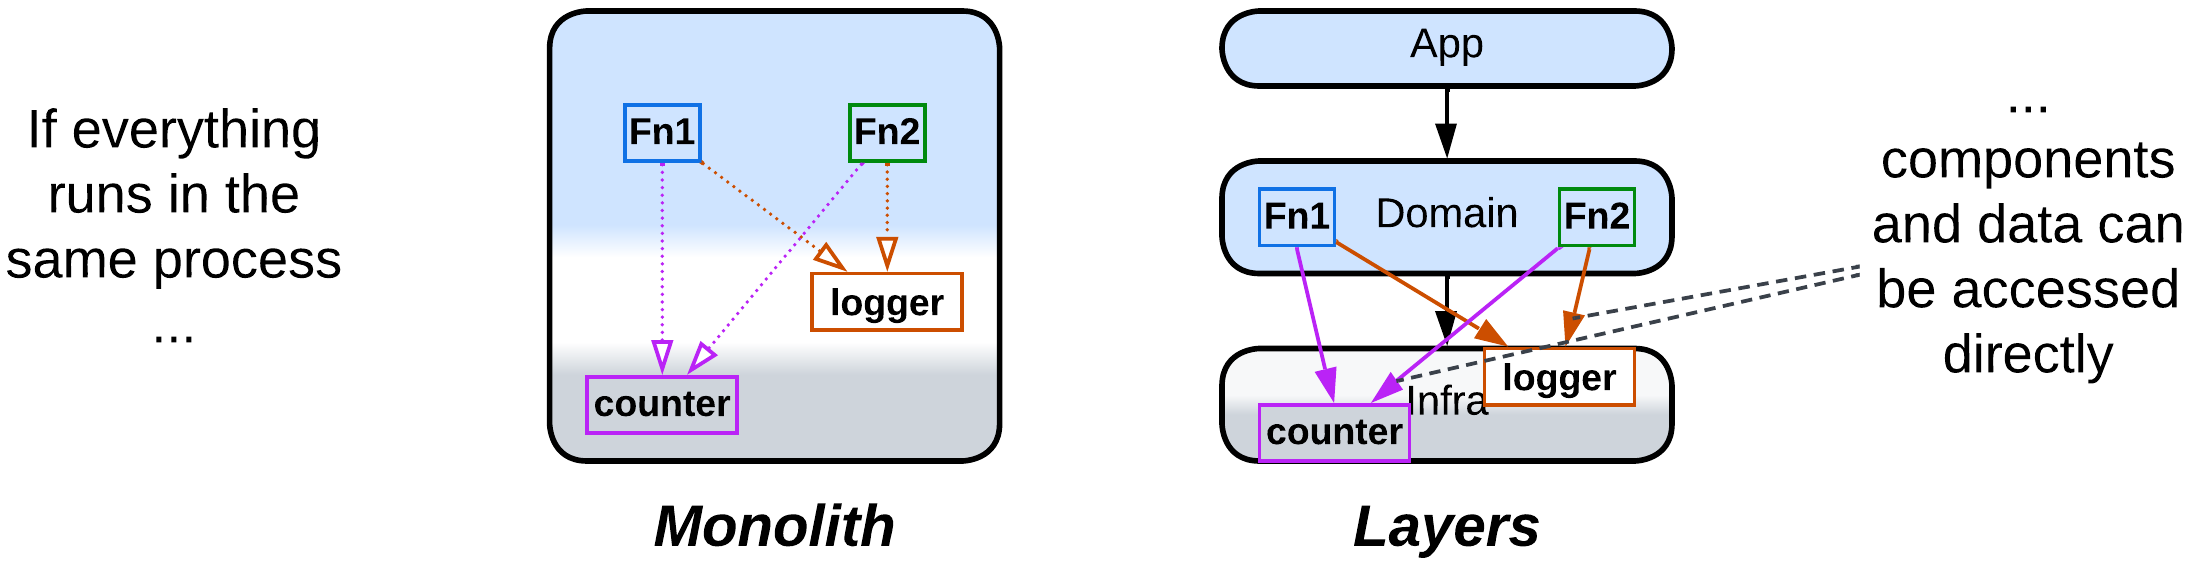 If everything
runs in the
same process
...
Fn1
Fn2
logger
counter
Monolith
App
Fn1
Domain
Fn2
logger
Infra
counter
Layers
...
components
and data can
be accessed
directly